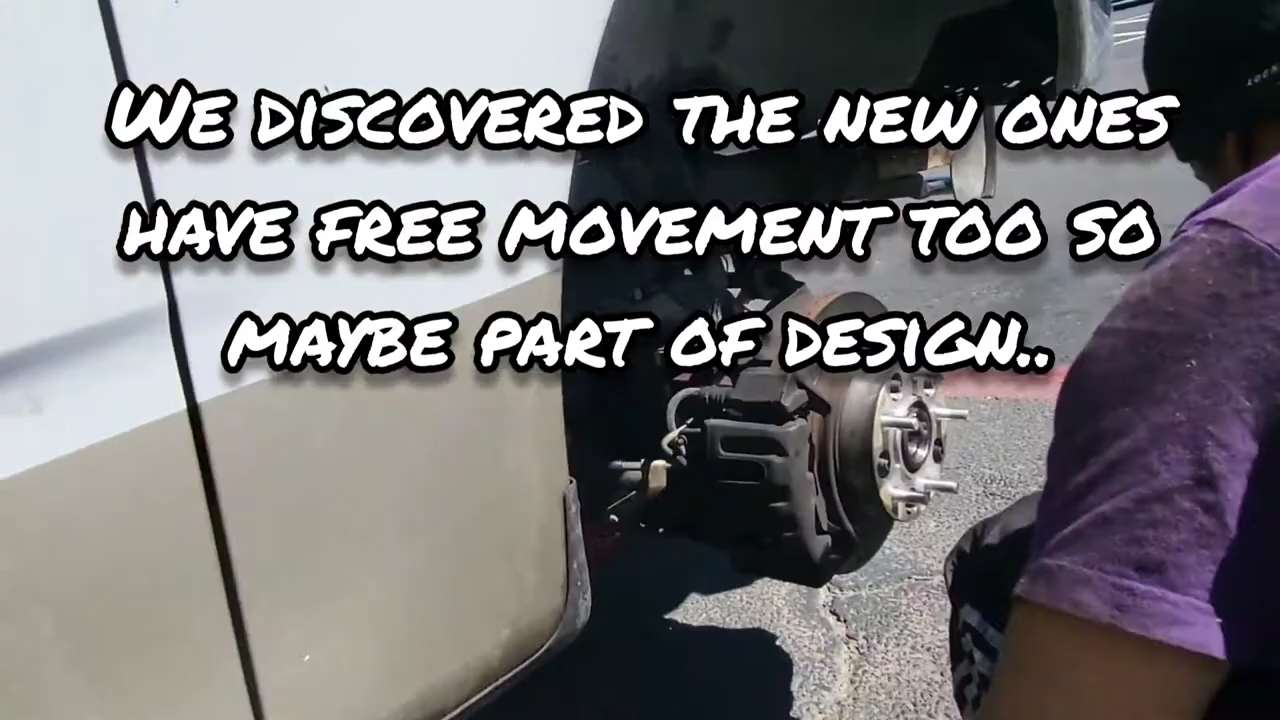 We discovered the new ones
have free movement too so
maybe part of design..